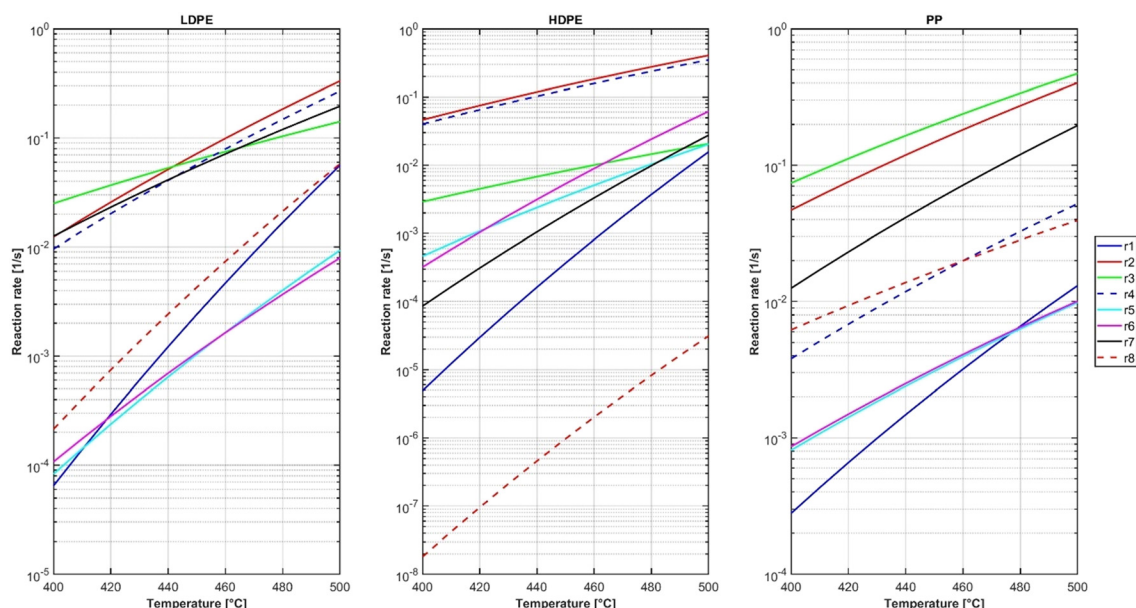 LDPE
Reaction rate [1/s]
10^0
10^-1
10^-2
10^-3
10^-4
10^-5
400 420 440 460 480 500
Temperature [°C]
HDPE
Reaction rate [1/s]
10^0
10^-1
10^-2
10^-3
10^-4
10^-5
10^-6
10^-7
10^-8
400 420 440 460 480 500
Temperature [°C]
PP
Reaction rate [1/s]
10^0
10^-1
10^-2
10^-3
10^-4
400 420 440 460 480 500
Temperature [°C]
r1
r2
r3
r4
r5
r6
r7
r8